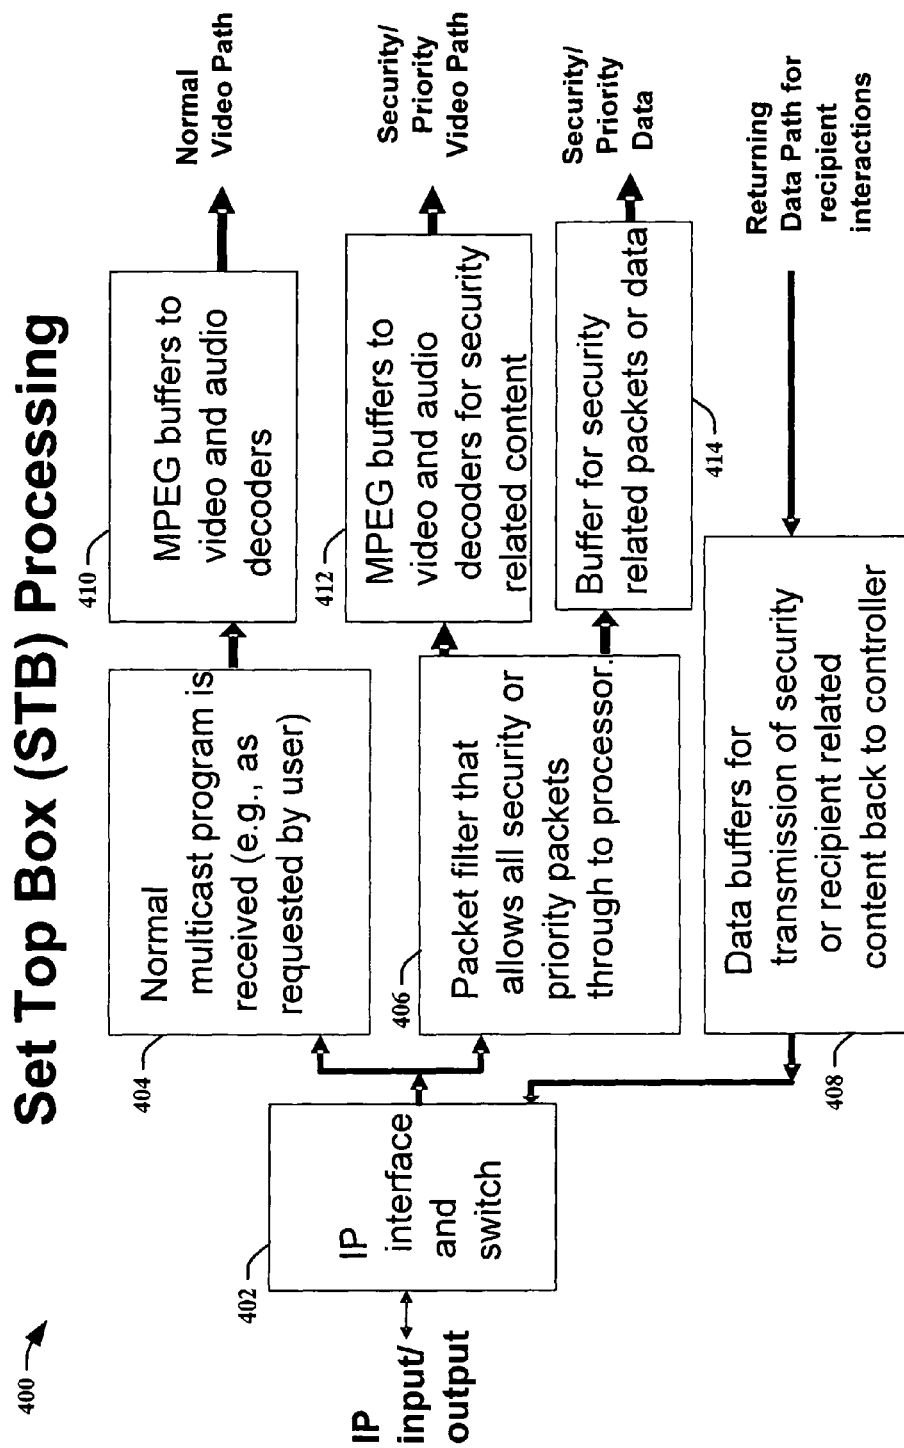 400
Set Top Box (STB) Processing
IP
input/
output
402
IP
interface
and
switch
404
Normal
multicast program is
received (e.g., as
requested by user)
406
Packet filter that
allows all security or
priority packets
through to processor.
408
Data buffers for
transmission of security
or recipient related
content back to controller
410
MPEG buffers to
video and audio
decoders
412
MPEG buffers to
video and audio
decoders for security
related content
414
Buffer for security
related packets or data
Normal
Video Path
Security/
Priority
Video Path
Security/
Priority
Data
Returning
Data Path for
recipient
interactions